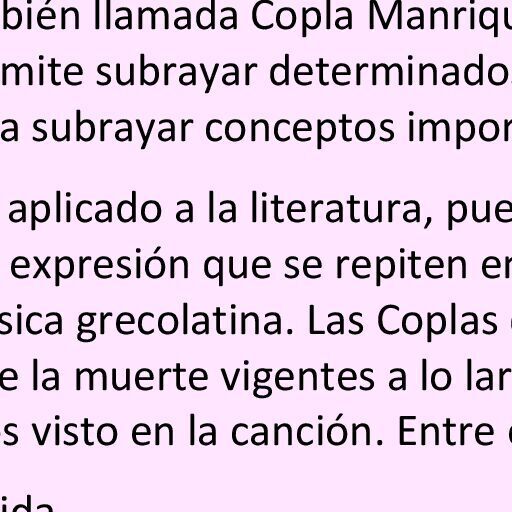 bién llamada Copla Manriqu
mite subrayar determinado
a subrayar conceptos impor
aplicado a la literatura, pue
expresión que se repiten en
sica grecolatina. Las Coplas
e la muerte vigentes a lo lar
s visto en la canción. Entre
ida